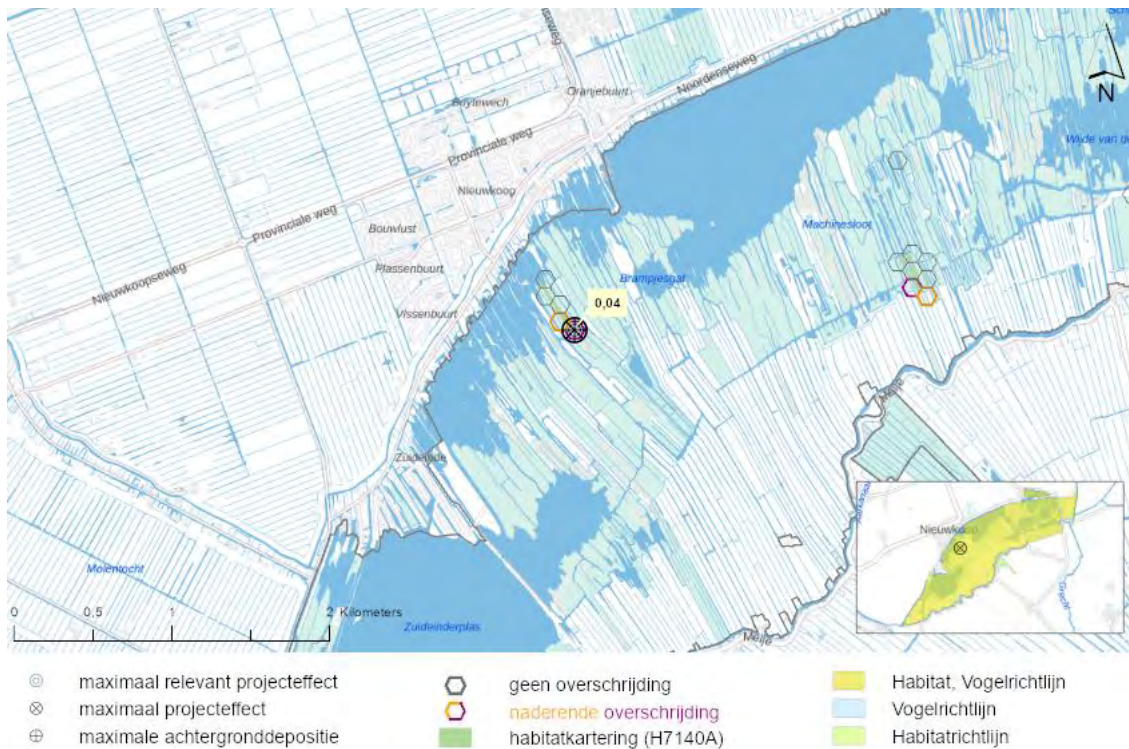 Noordenseweg
Oranjebuurt
Buytewech
Provinciale weg
Wilde van de
Nieuwkoop
Provinciale weg
Machinesloot
Bouwlust
Nieuwkoopseweg
Plassenbuurt
Brampjesgat
0,04
Vissenbuurt
Meije
Zuideinde
Nieuwkoop
Molentocht
Grecht
0 0,5 1 2 Kilometers
Zuideinderplas
Meije
N
maximaal relevant projecteffect
maximaal projecteffect
maximale achtergronddepositie
geen overschrijding
naderende overschrijding
habitatkartering (H7140A)
Habitat, Vogelrichtlijn
Vogelrichtlijn
Habitatrichtlijn